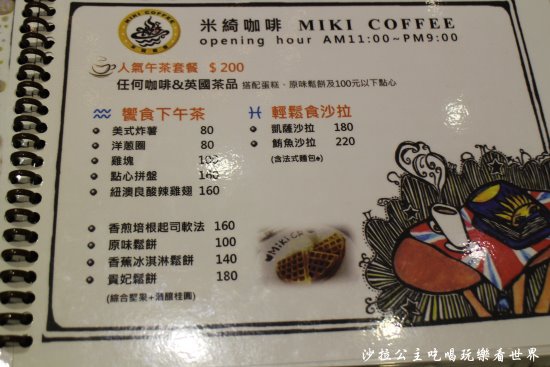 MIKI COFFEE
米綺咖啡
米綺咖啡 MIKI COFFEE
opening hour AM11:00~PM9:00
人氣午茶套餐 $200
任何咖啡&英國茶品 搭配蛋糕、原味鬆餅及100元以下點心
饗食下午茶
美式炸薯 80
洋蔥圈 80
雞塊 100
點心拼盤 160
紐澳良酸辣雞翅 160
香煎培根起司軟法 160
原味鬆餅 100
香蕉冰淇淋鬆餅 140
貴妃鬆餅 180
(綜合堅果+酒釀桂圓)
輕鬆食沙拉
凱薩沙拉 180
鮪魚沙拉 220
(含法式麵包♠)
沙拉公主吃喝玩樂看世界